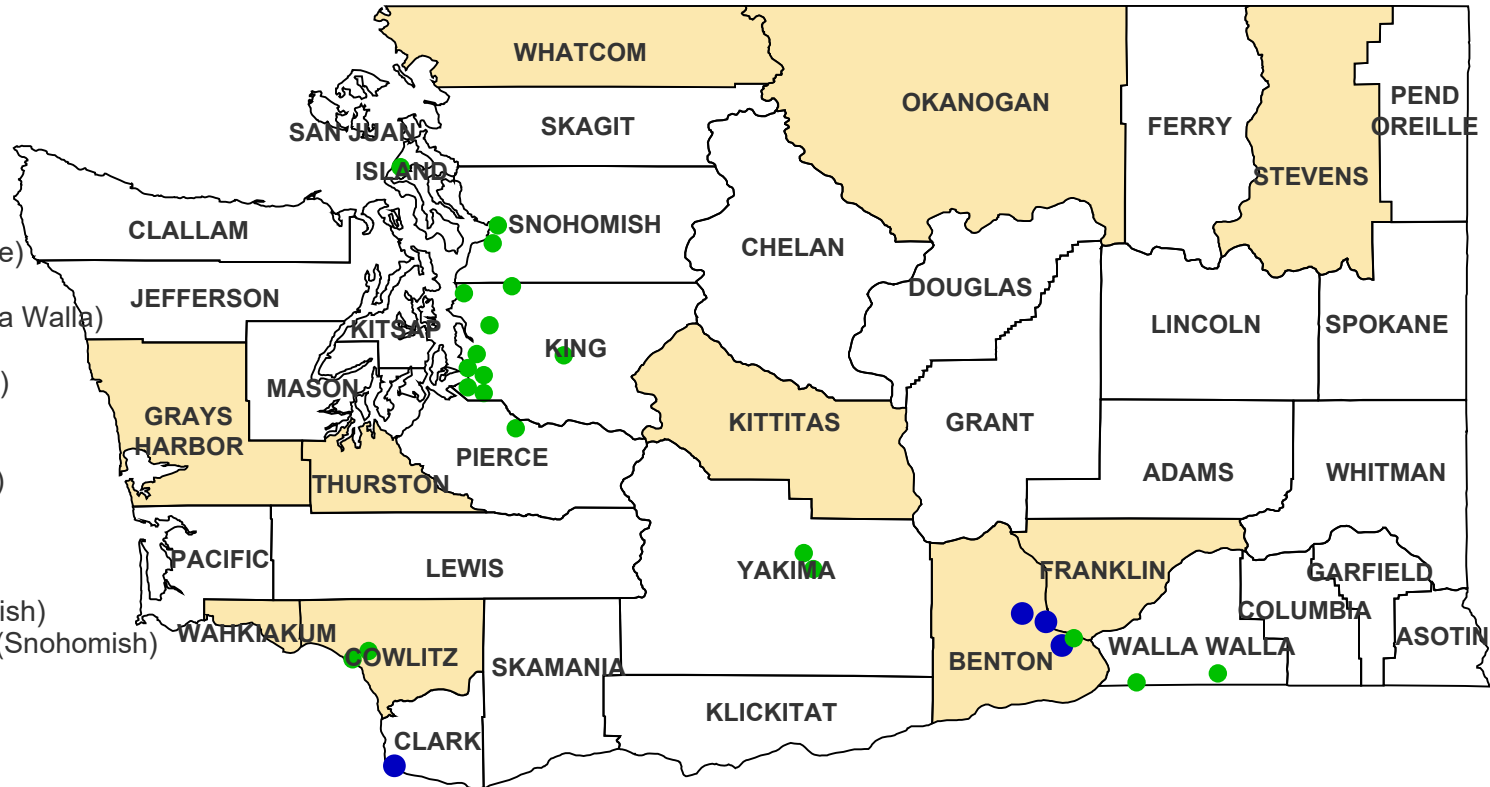 WHATCOM
OKANOGAN
PEND
OREILLE
FERRY
SKAGIT
SAN JUAN
ISLAND
STEVENS
SNOHOMISH
CLALLAM
CHELAN
e)
DOUGLAS
JEFFERSON
a Walla)
KITSAP
LINCOLN
SPOKANE
KING
)
MASON
GRAYS
HARBOR
KITTITAS
GRANT
PIERCE
ADAMS
WHITMAN
)
THURSTON
PACIFIC
LEWIS
YAKIMA
FRANKLIN
GARFIELD
COLUMBIA
ish)
WAHKIAKUM
ASOTIN
(Snohomish)
COWLITZ
SKAMANIA
BENTON
WALLA WALLA
KLICKITAT
CLARK